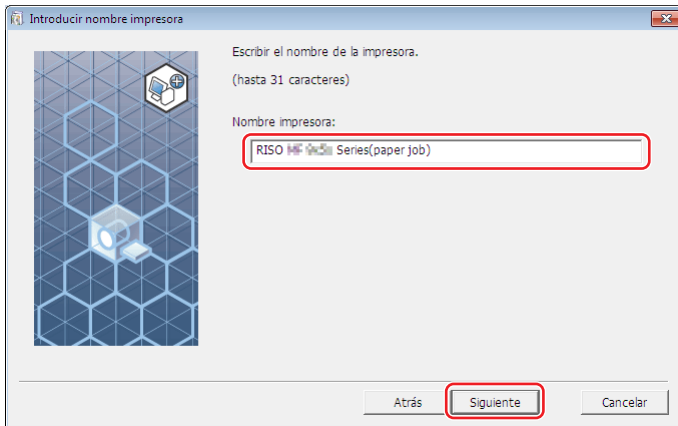 Introducir nombre impresora
Escribir el nombre de la impresora.
(hasta 31 caracteres)
Nombre impresora:
RISO Series(paper job)
Atrás
Siguiente
Cancelar